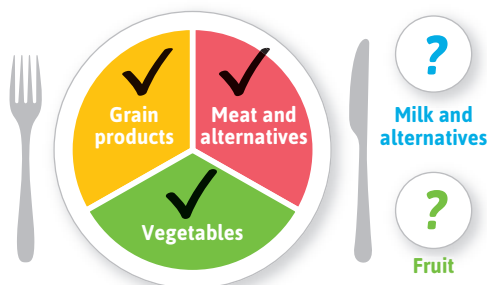 Grain
products
Meat and
alternatives
Vegetables
?
Milk and
alternatives
?
Fruit